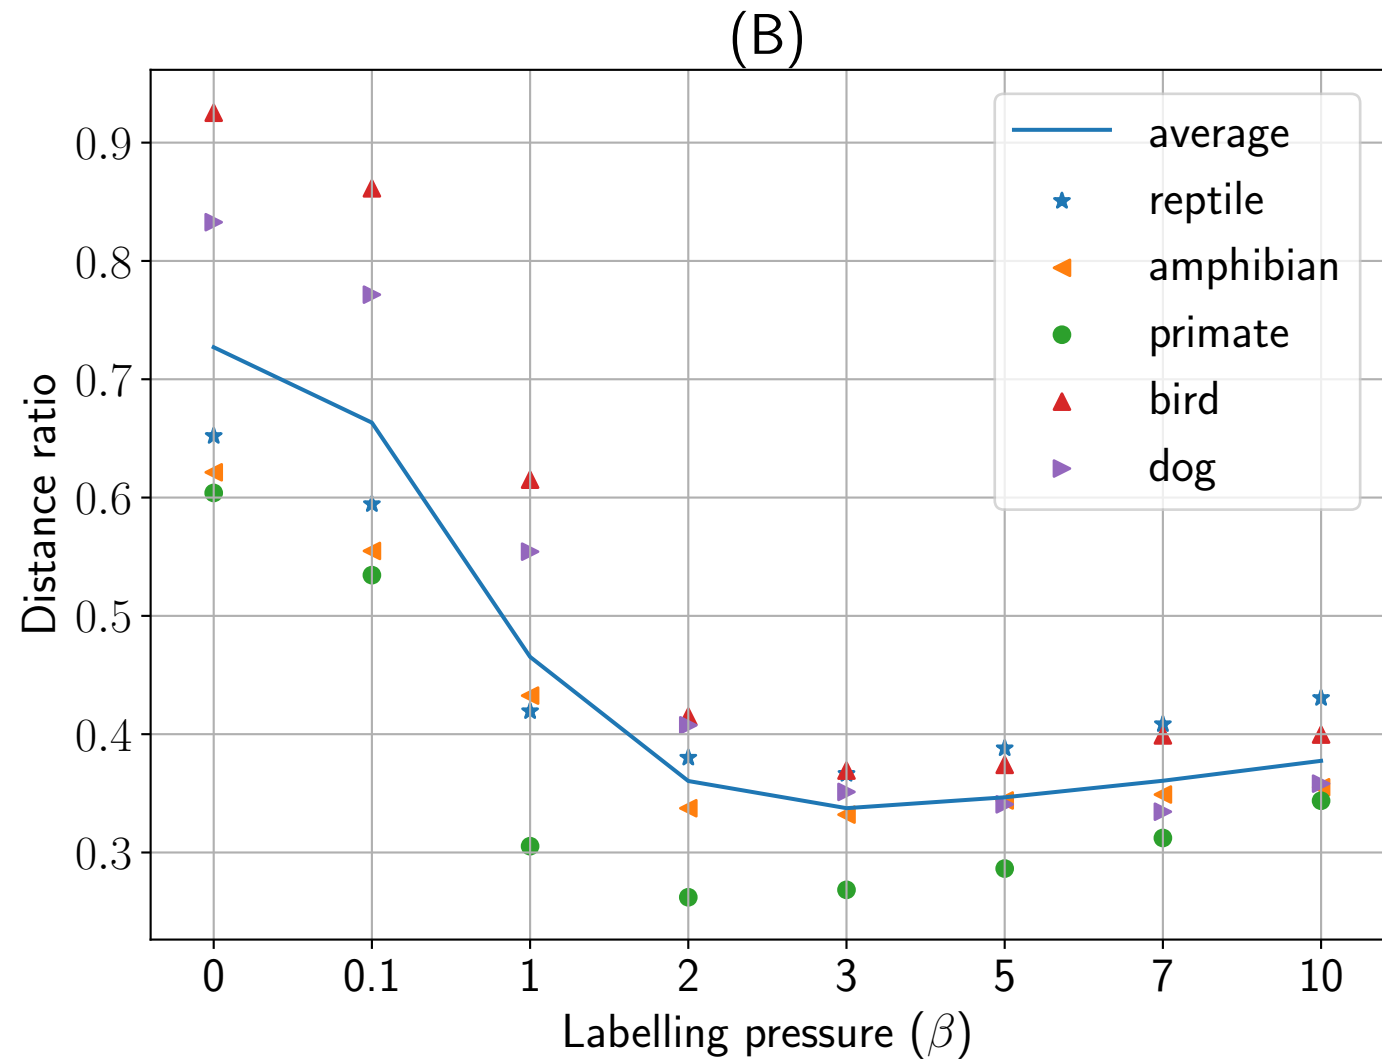 (B)
average
reptile
amphibian
primate
bird
dog
Distance ratio
0.9
0.8
0.7
0.6
0.5
0.4
0.3
0 0.1 1 2 3 5 7 10
Labelling pressure (β)